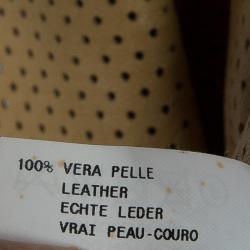 100% VERA PELLE
LEATHER
ECHTE LEDER
VRAI PEAU-COURO